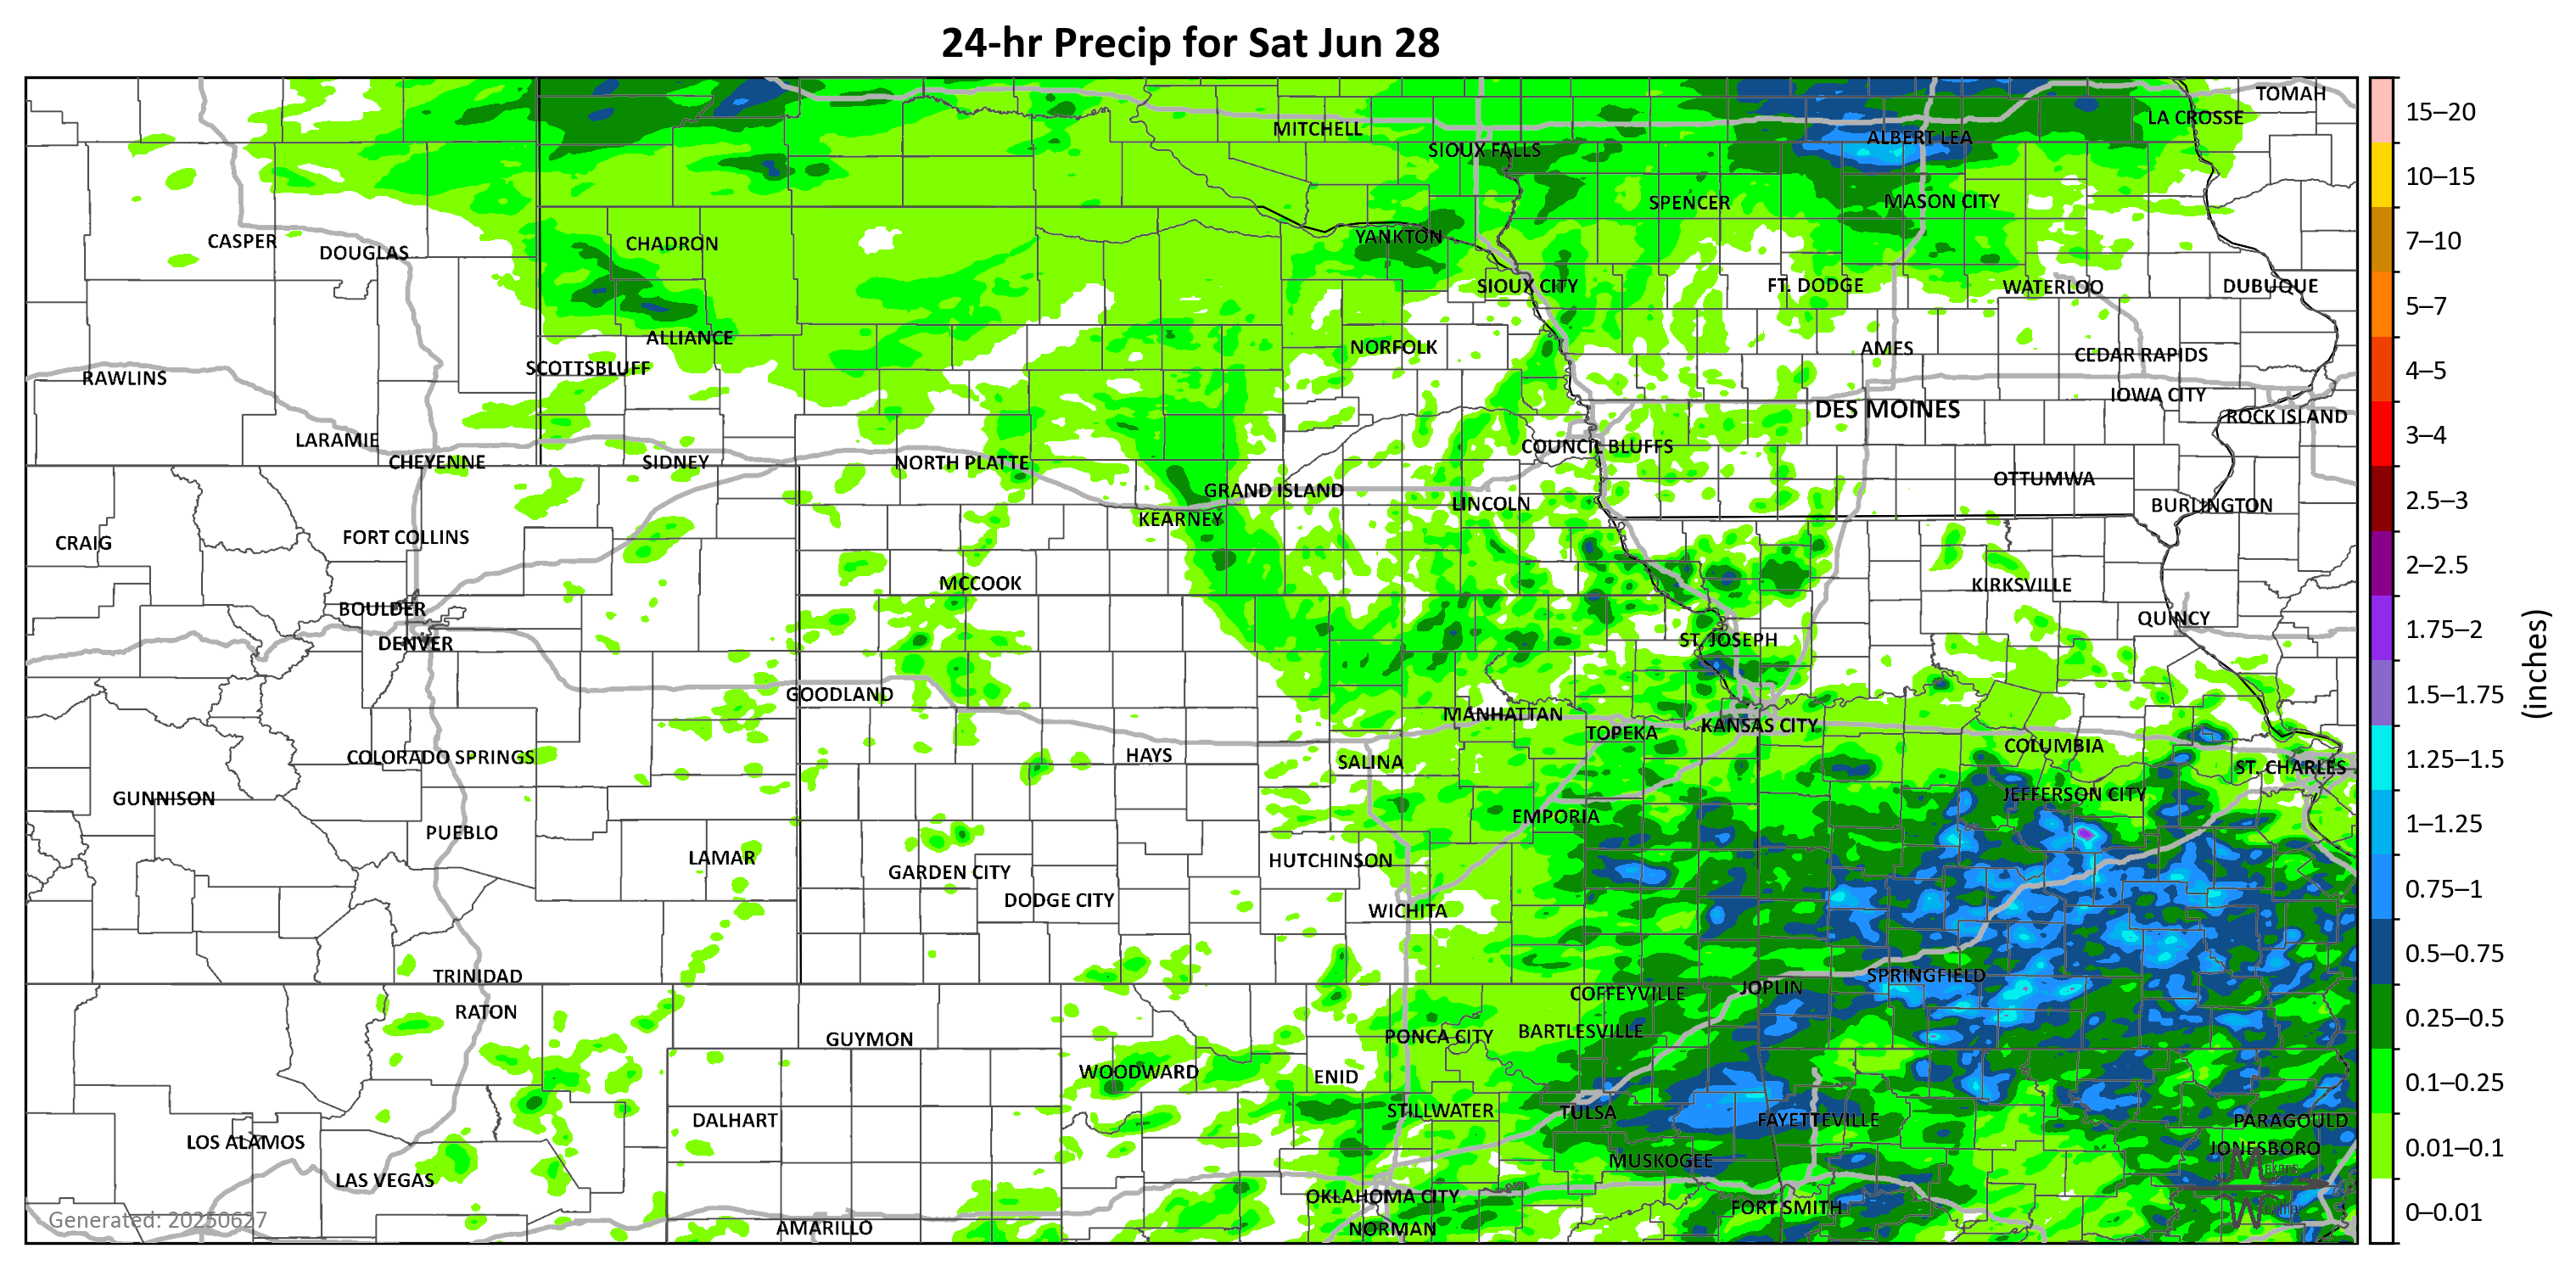 24-hr Precip for Sat Jun 28
TOMAH
LA CROSSE
MITCHELL
ALBERT LEA
SIOUX FALLS
SPENCER
MASON CITY
CASPER
DOUGLAS
CHADRON
YANKTON
SIOUX CITY
FT. DODGE
WATERLOO
DUBUQUE
ALLIANCE
NORFOLK
AMES
CEDAR RAPIDS
SCOTTSBLUFF
RAWLINS
IOWA CITY
DES MOINES
ROCK ISLAND
LARAMIE
COUNCIL BLUFFS
CHEYENNE
SIDNEY
NORTH PLATTE
OTTUMWA
GRAND ISLAND
LINCOLN
BURLINGTON
KEARNEY
CRAIG
FORT COLLINS
MCCOOK
KIRKSVILLE
BOULDER
QUINCY
DENVER
ST. JOSEPH
GOODLAND
MANHATTAN
TOPEKA
KANSAS CITY
COLUMBIA
COLORADO SPRINGS
HAYS
SALINA
ST. CHARLES
GUNNISON
JEFFERSON CITY
EMPORIA
PUEBLO
LAMAR
HUTCHINSON
GARDEN CITY
DODGE CITY
WICHITA
TRINIDAD
SPRINGFIELD
JOPLIN
COFFEYVILLE
RATON
GUYMON
PONCA CITY
BARTLESVILLE
WOODWARD
ENID
STILLWATER
TULSA
DALHART
FAYETTEVILLE
PARAGOULD
LOS ALAMOS
JONESBORO
MUSKOGEE
LAS VEGAS
OKLAHOMA CITY
FORT SMITH
AMARILLO
NORMAN
Generated: 20250627
15–20
10–15
7–10
5–7
4–5
3–4
2.5–3
2–2.5
1.75–2
1.5–1.75
1.25–1.5
1–1.25
0.75–1
0.5–0.75
0.25–0.5
0.1–0.25
0.01–0.1
0–0.01
(inches)